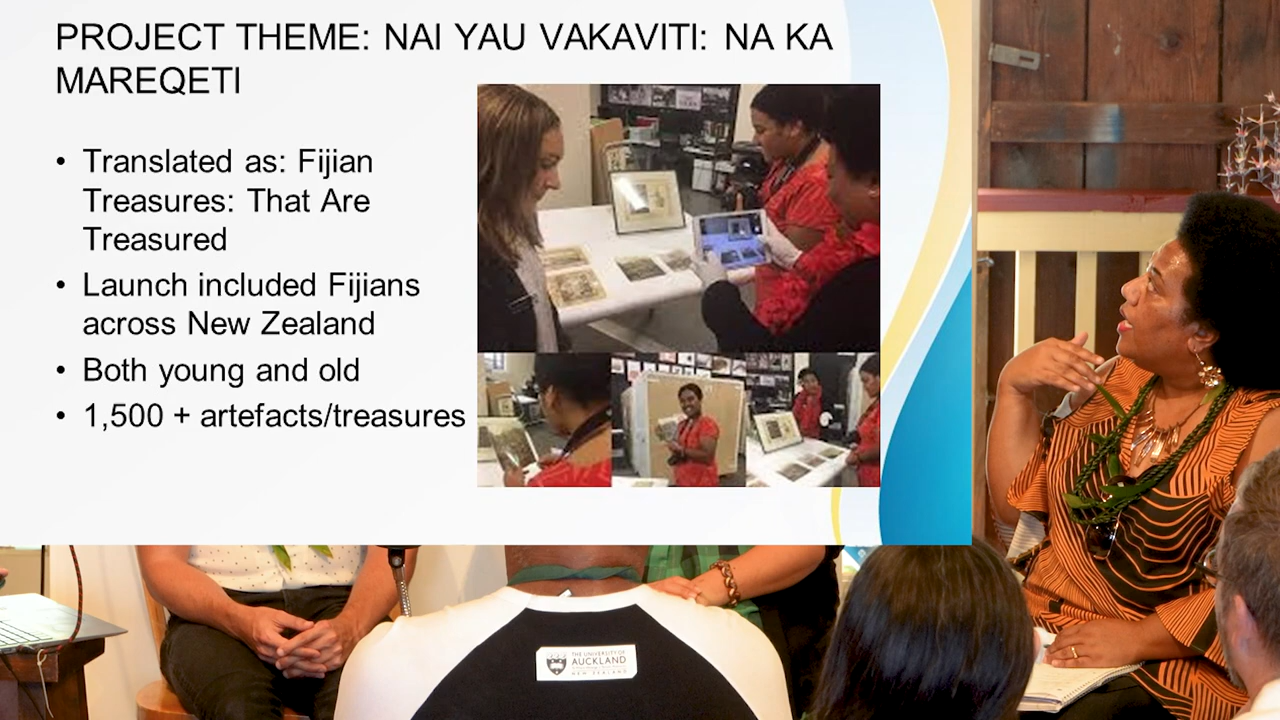 PROJECT THEME: NAI YAU VAKAVITI: NA KA
MAREQETI
• Translated as: Fijian
Treasures: That Are
Treasured
• Launch included Fijians
across New Zealand
• Both young and old
• 1,500 + artefacts/treasures
THE UNIVERSITY OF
AUCKLAND
NEW ZEALAND